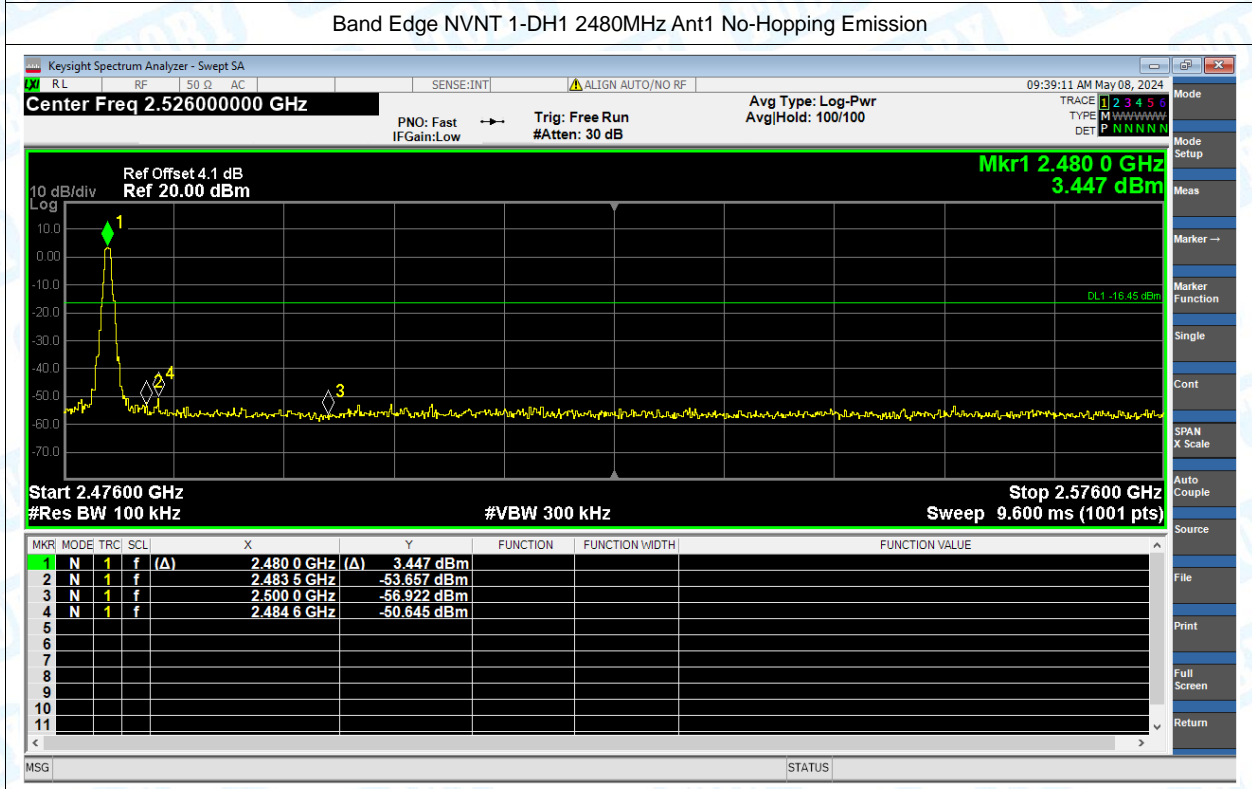 Band Edge NVNT 1-DH1 2480MHz Ant1 No-Hopping Emission
Keysight Spectrum Analyzer - Swept SA
LXI RL RF 50 Ω AC SENSE:INT ALIGN AUTO/NO RF 09:39:11 AM May 08, 2024
Center Freq 2.526000000 GHz
PNO: Fast
IFGain:Low
Trig: Free Run
#Atten: 30 dB
Avg Type: Log-Pwr
Avg|Hold: 100/100
TRACE 1 2 3 4 5 6
TYPE M W W W W W
DET P N N N N N
Mkr1 2.480 0 GHz
3.447 dBm
Ref Offset 4.1 dB
10 dB/div Ref 20.00 dBm
Log
10.0
0.00
-10.0
-20.0
-30.0
-40.0
-50.0
-60.0
-70.0
1
2
4
3
DL1 -16.45 dBm
Start 2.47600 GHz Stop 2.57600 GHz
#Res BW 100 kHz #VBW 300 kHz Sweep 9.600 ms (1001 pts)
MKR MODE TRC SCL X Y FUNCTION FUNCTION WIDTH FUNCTION VALUE
1 N 1 f (Δ) 2.480 0 GHz (Δ) 3.447 dBm
2 N 1 f 2.483 5 GHz -53.657 dBm
3 N 1 f 2.500 0 GHz -56.922 dBm
4 N 1 f 2.484 6 GHz -50.645 dBm
5
6
7
8
9
10
11
MSG STATUS
Mode
Mode
Setup
Meas
Marker→
Marker
Function
Single
Cont
SPAN
X Scale
Auto
Couple
Source
File
Print
Full
Screen
Return